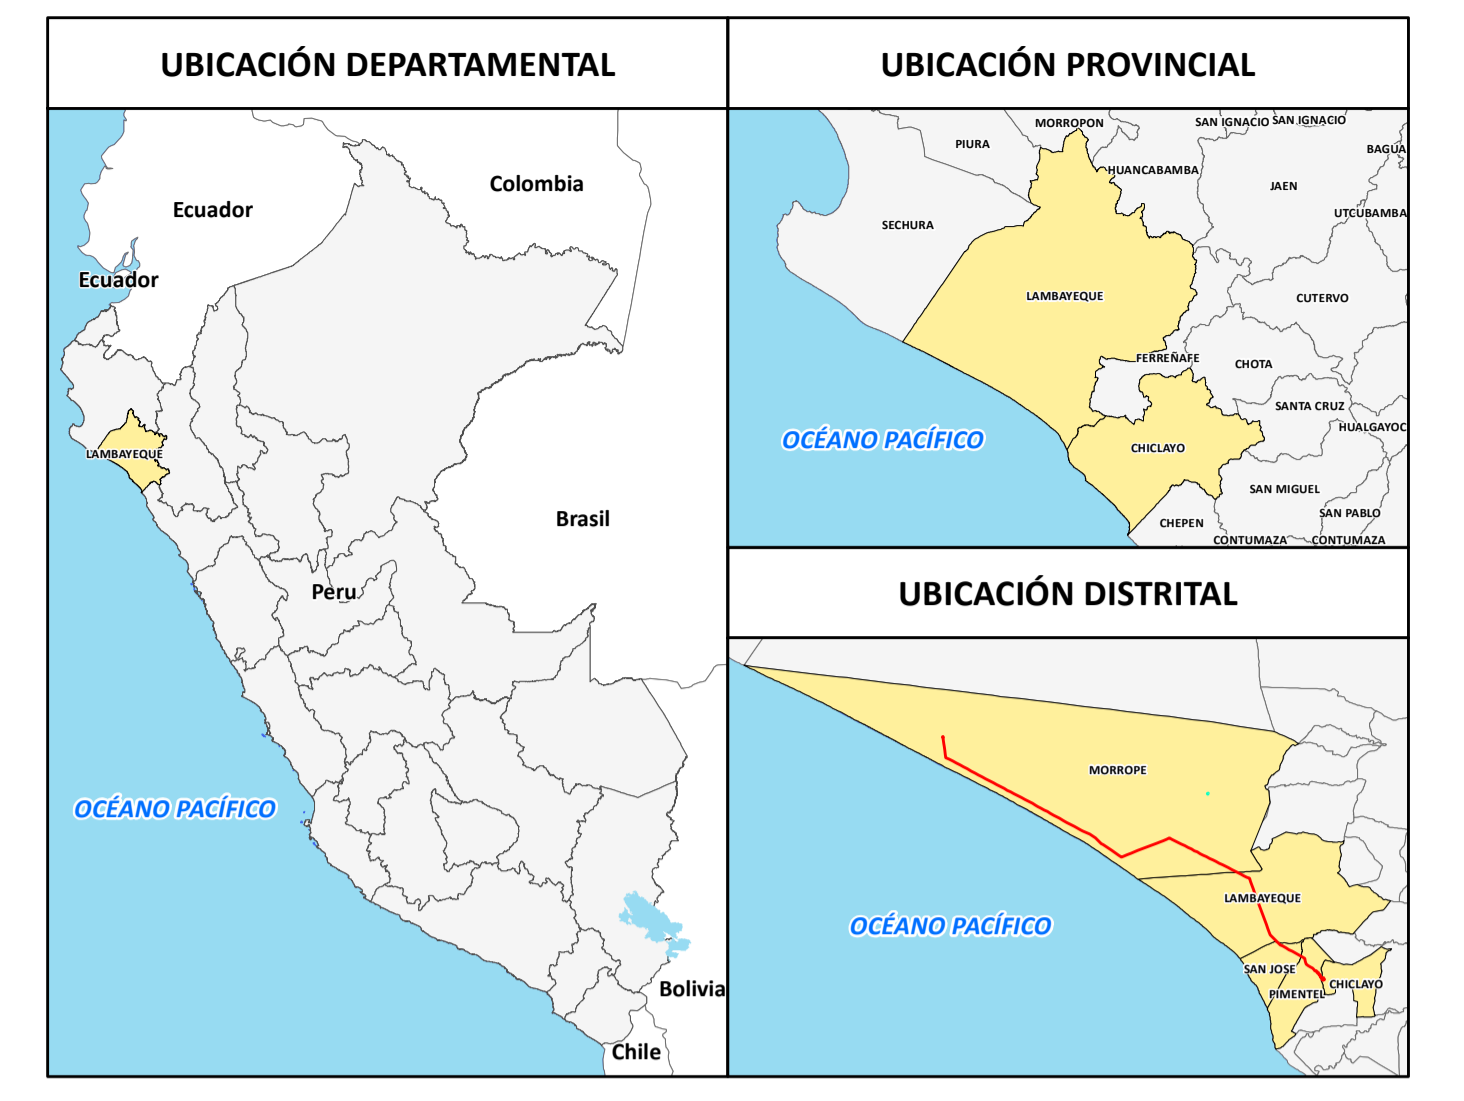 UBICACIÓN DEPARTAMENTAL
Colombia
Ecuador
Ecuador
LAMBAYEQUE
Brasil
Peru
OCÉANO PACÍFICO
Bolivia
Chile
UBICACIÓN PROVINCIAL
MORROPON
SAN IGNACIO
SAN IGNACIO
PIURA
BAGUA
HUANCABAMBA
JAEN
UTCUBAMBA
SECHURA
LAMBAYEQUE
CUTERVO
FERREÑAFE
CHOTA
SANTA CRUZ
HUALGAYOC
OCÉANO PACÍFICO
CHICLAYO
SAN MIGUEL
SAN PABLO
CHEPEN
CONTUMAZA
CONTUMAZA
UBICACIÓN DISTRITAL
MORROPE
LAMBAYEQUE
OCÉANO PACÍFICO
SAN JOSE
CHICLAYO
PIMENTEL